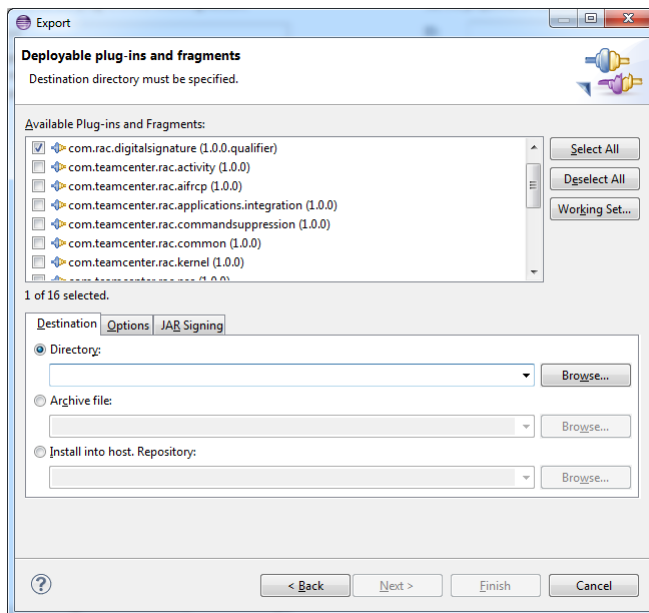 Export
Deployable plug-ins and fragments
Destination directory must be specified.
Available Plug-ins and Fragments:
com.rac.digitalsignature (1.0.0.qualifier)
com.teamcenter.rac.activity (1.0.0)
com.teamcenter.rac.aifrcp (1.0.0)
com.teamcenter.rac.applications.integration (1.0.0)
com.teamcenter.rac.commandsuppression (1.0.0)
com.teamcenter.rac.common (1.0.0)
com.teamcenter.rac.kernel (1.0.0)
Select All
Deselect All
Working Set...
1 of 16 selected.
Destination Options JAR Signing
Directory:
Browse...
Archive file:
Browse...
Install into host. Repository:
Browse...
? < Back Next > Finish Cancel